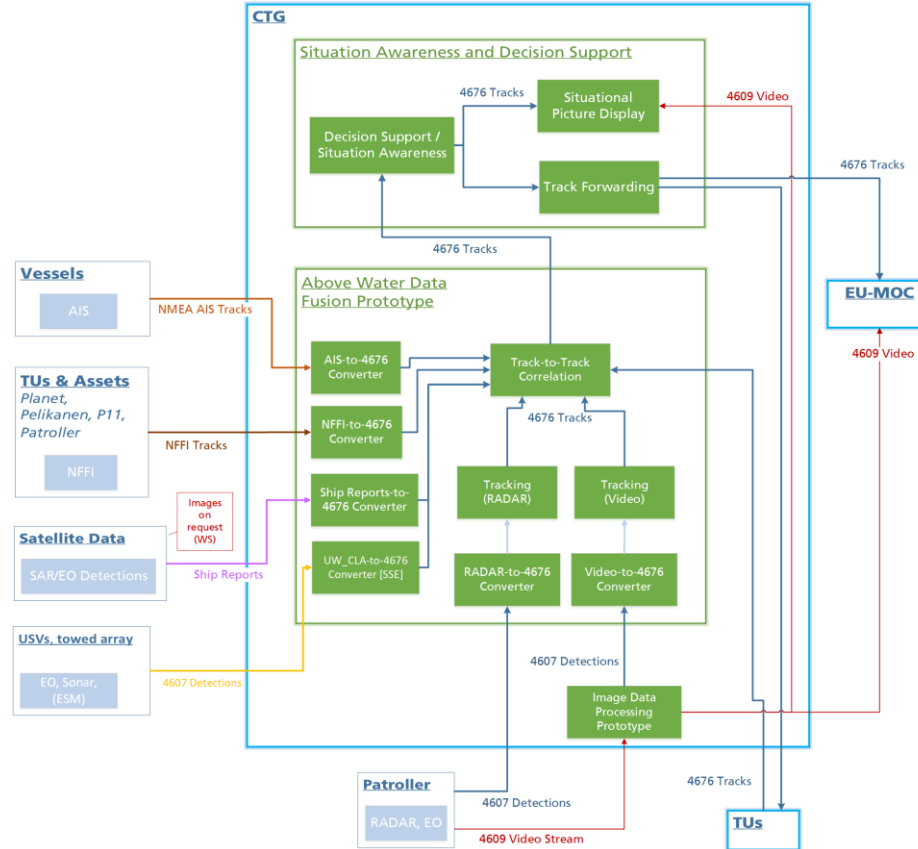 CTG
Situation Awareness and Decision Support
4676 Tracks
Situational
Picture Display
4609 Video
Decision Support /
Situation Awareness
Track Forwarding
4676 Tracks
4676 Tracks
Vessels
AIS
NMEA AIS Tracks
Above Water Data
Fusion Prototype
EU-MOC
AIS-to-4676
Converter
Track-to-Track
Correlation
4609 Video
TUs & Assets
Planet,
Pelikanen, P11,
Patroller
NFFI
NFFI Tracks
NFFI-to-4676
Converter
4676 Tracks
Images
on
request
(WS)
Ship Reports-to-
4676 Converter
Tracking
(RADAR)
Tracking
(Video)
Satellite Data
SAR/EO Detections
Ship Reports
UW_CLA-to-4676
Converter [SSE]
RADAR-to-4676
Converter
Video-to-4676
Converter
USVs, towed array
EO, Sonar,
(ESM)
4607 Detections
4607 Detections
Image Data
Processing
Prototype
Patroller
RADAR, EO
4607 Detections
4609 Video Stream
4676 Tracks
TUs